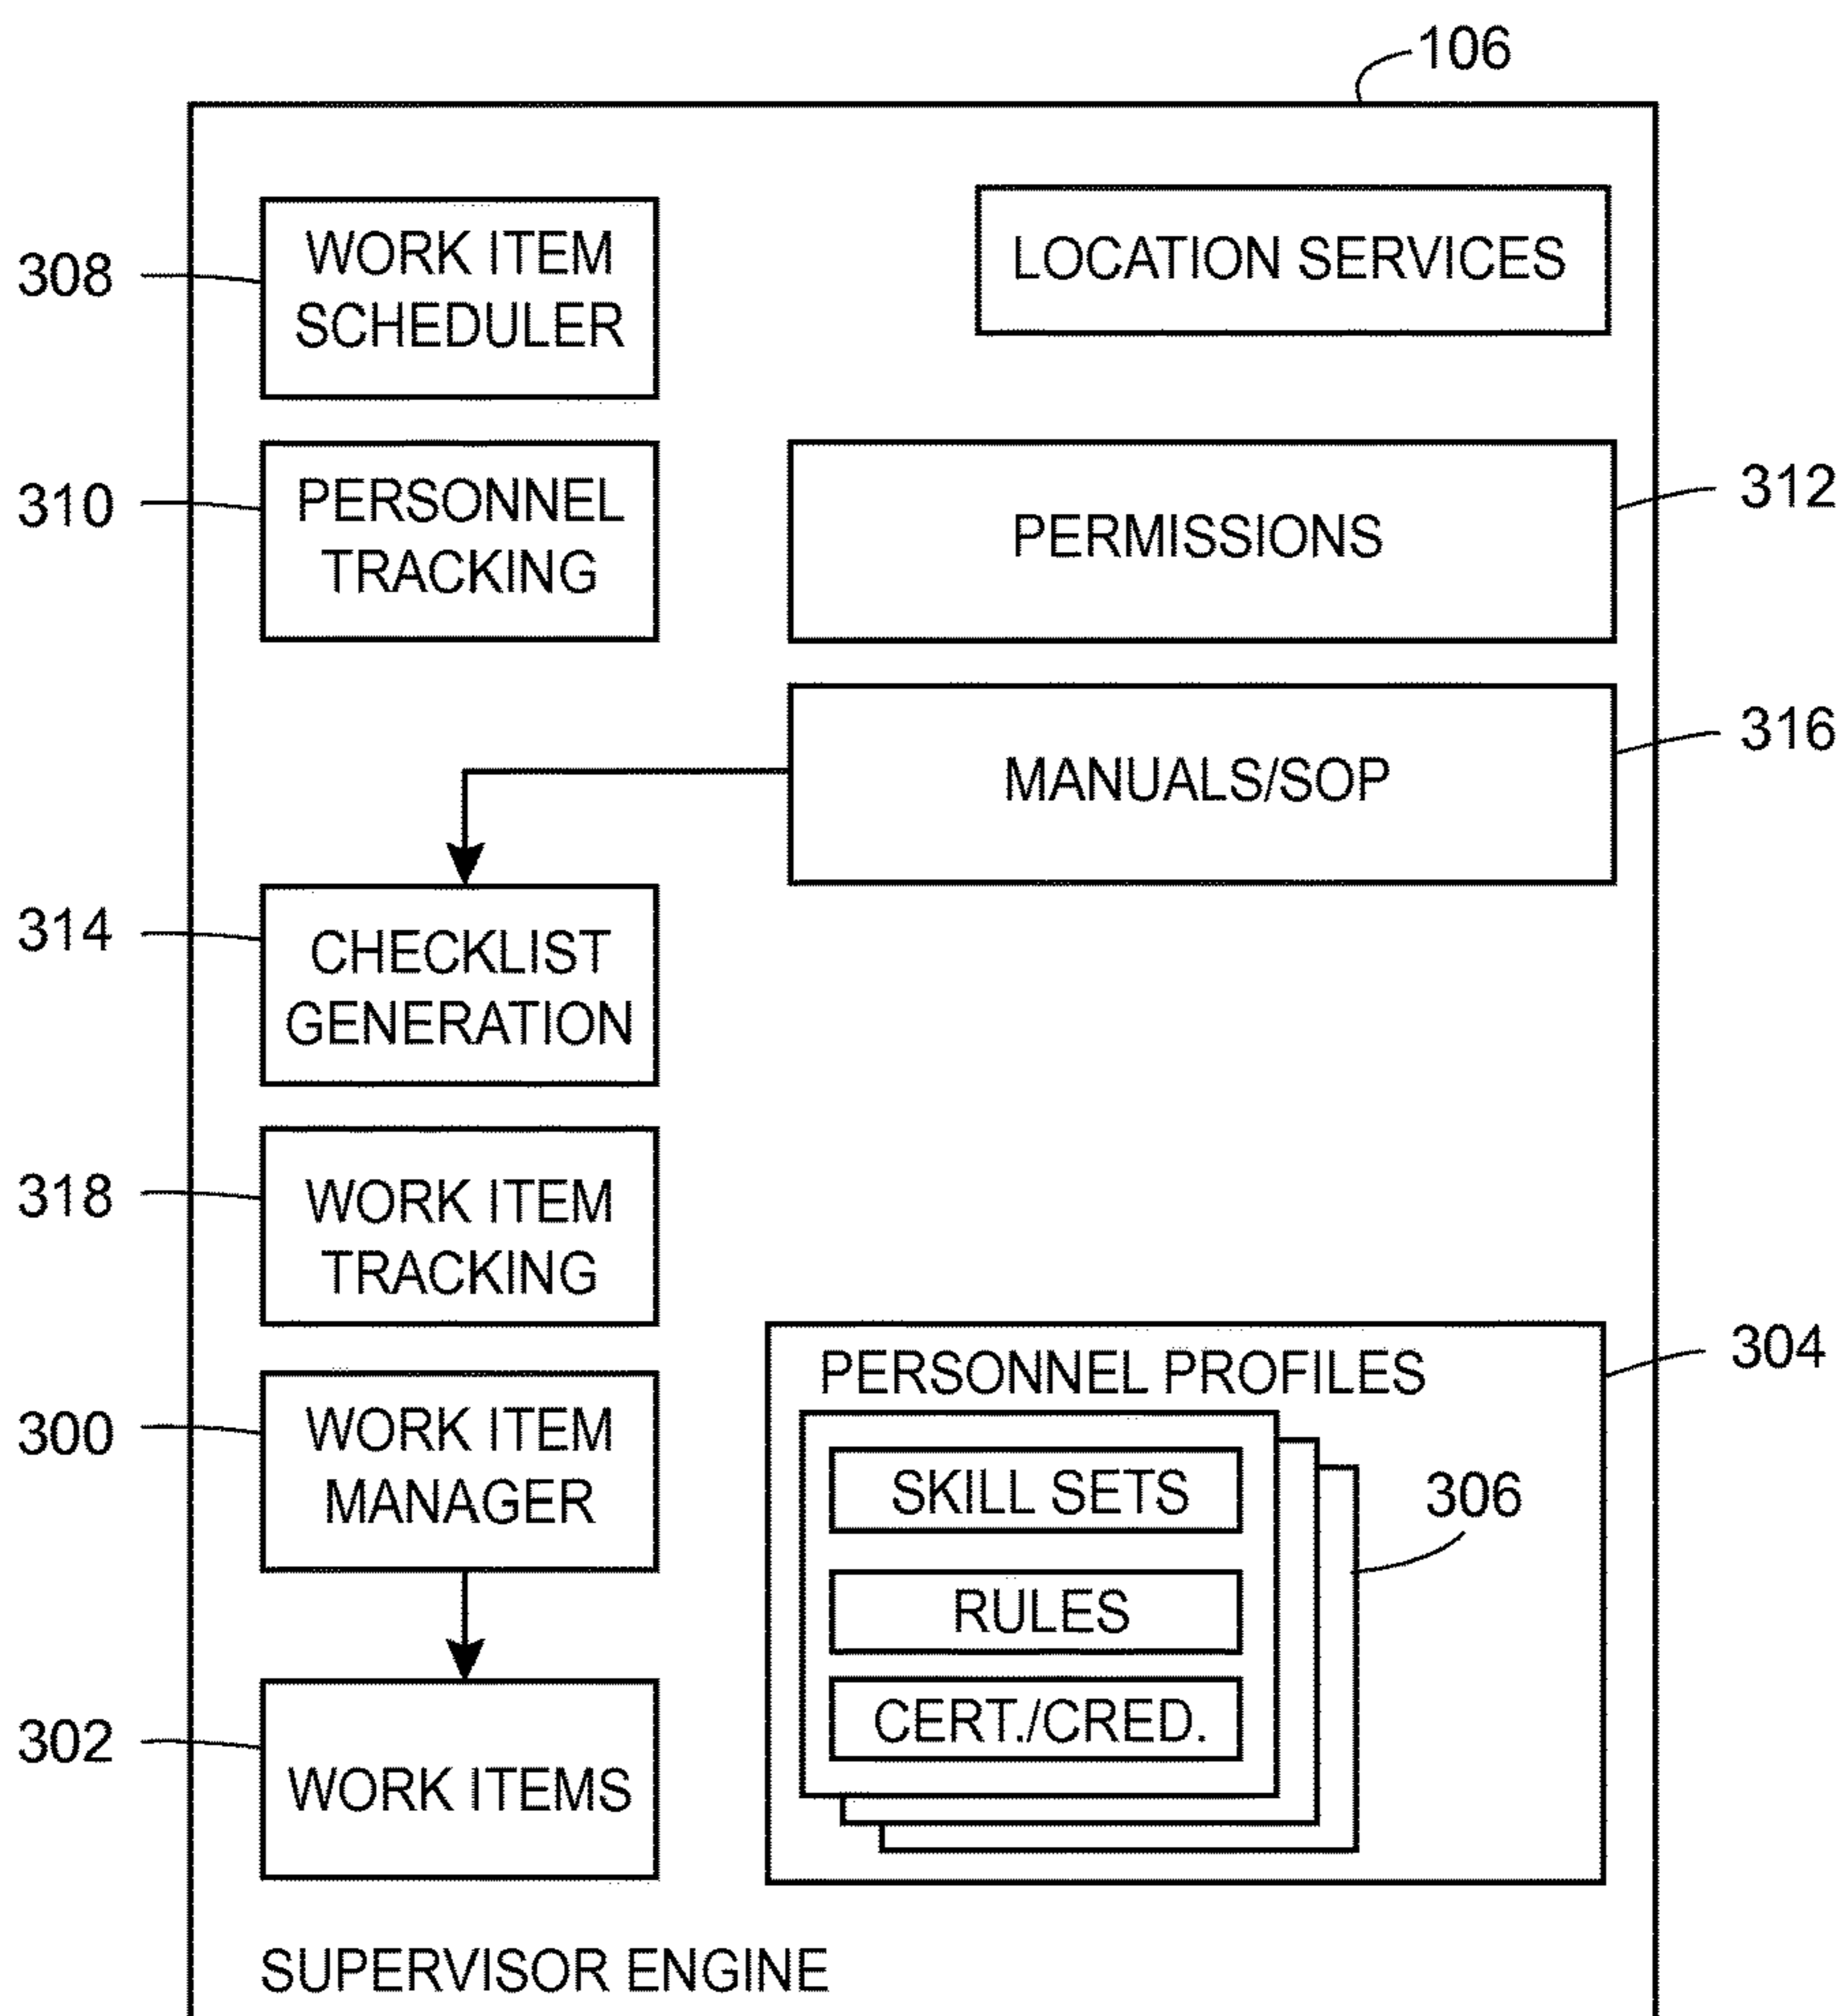 106
308
WORK ITEM
SCHEDULER
LOCATION SERVICES
310
PERSONNEL
TRACKING
PERMISSIONS
312
MANUALS/SOP
316
314
CHECKLIST
GENERATION
318
WORK ITEM
TRACKING
300
WORK ITEM
MANAGER
302
WORK ITEMS
PERSONNEL PROFILES
304
SKILL SETS
306
RULES
CERT./CRED.
SUPERVISOR ENGINE